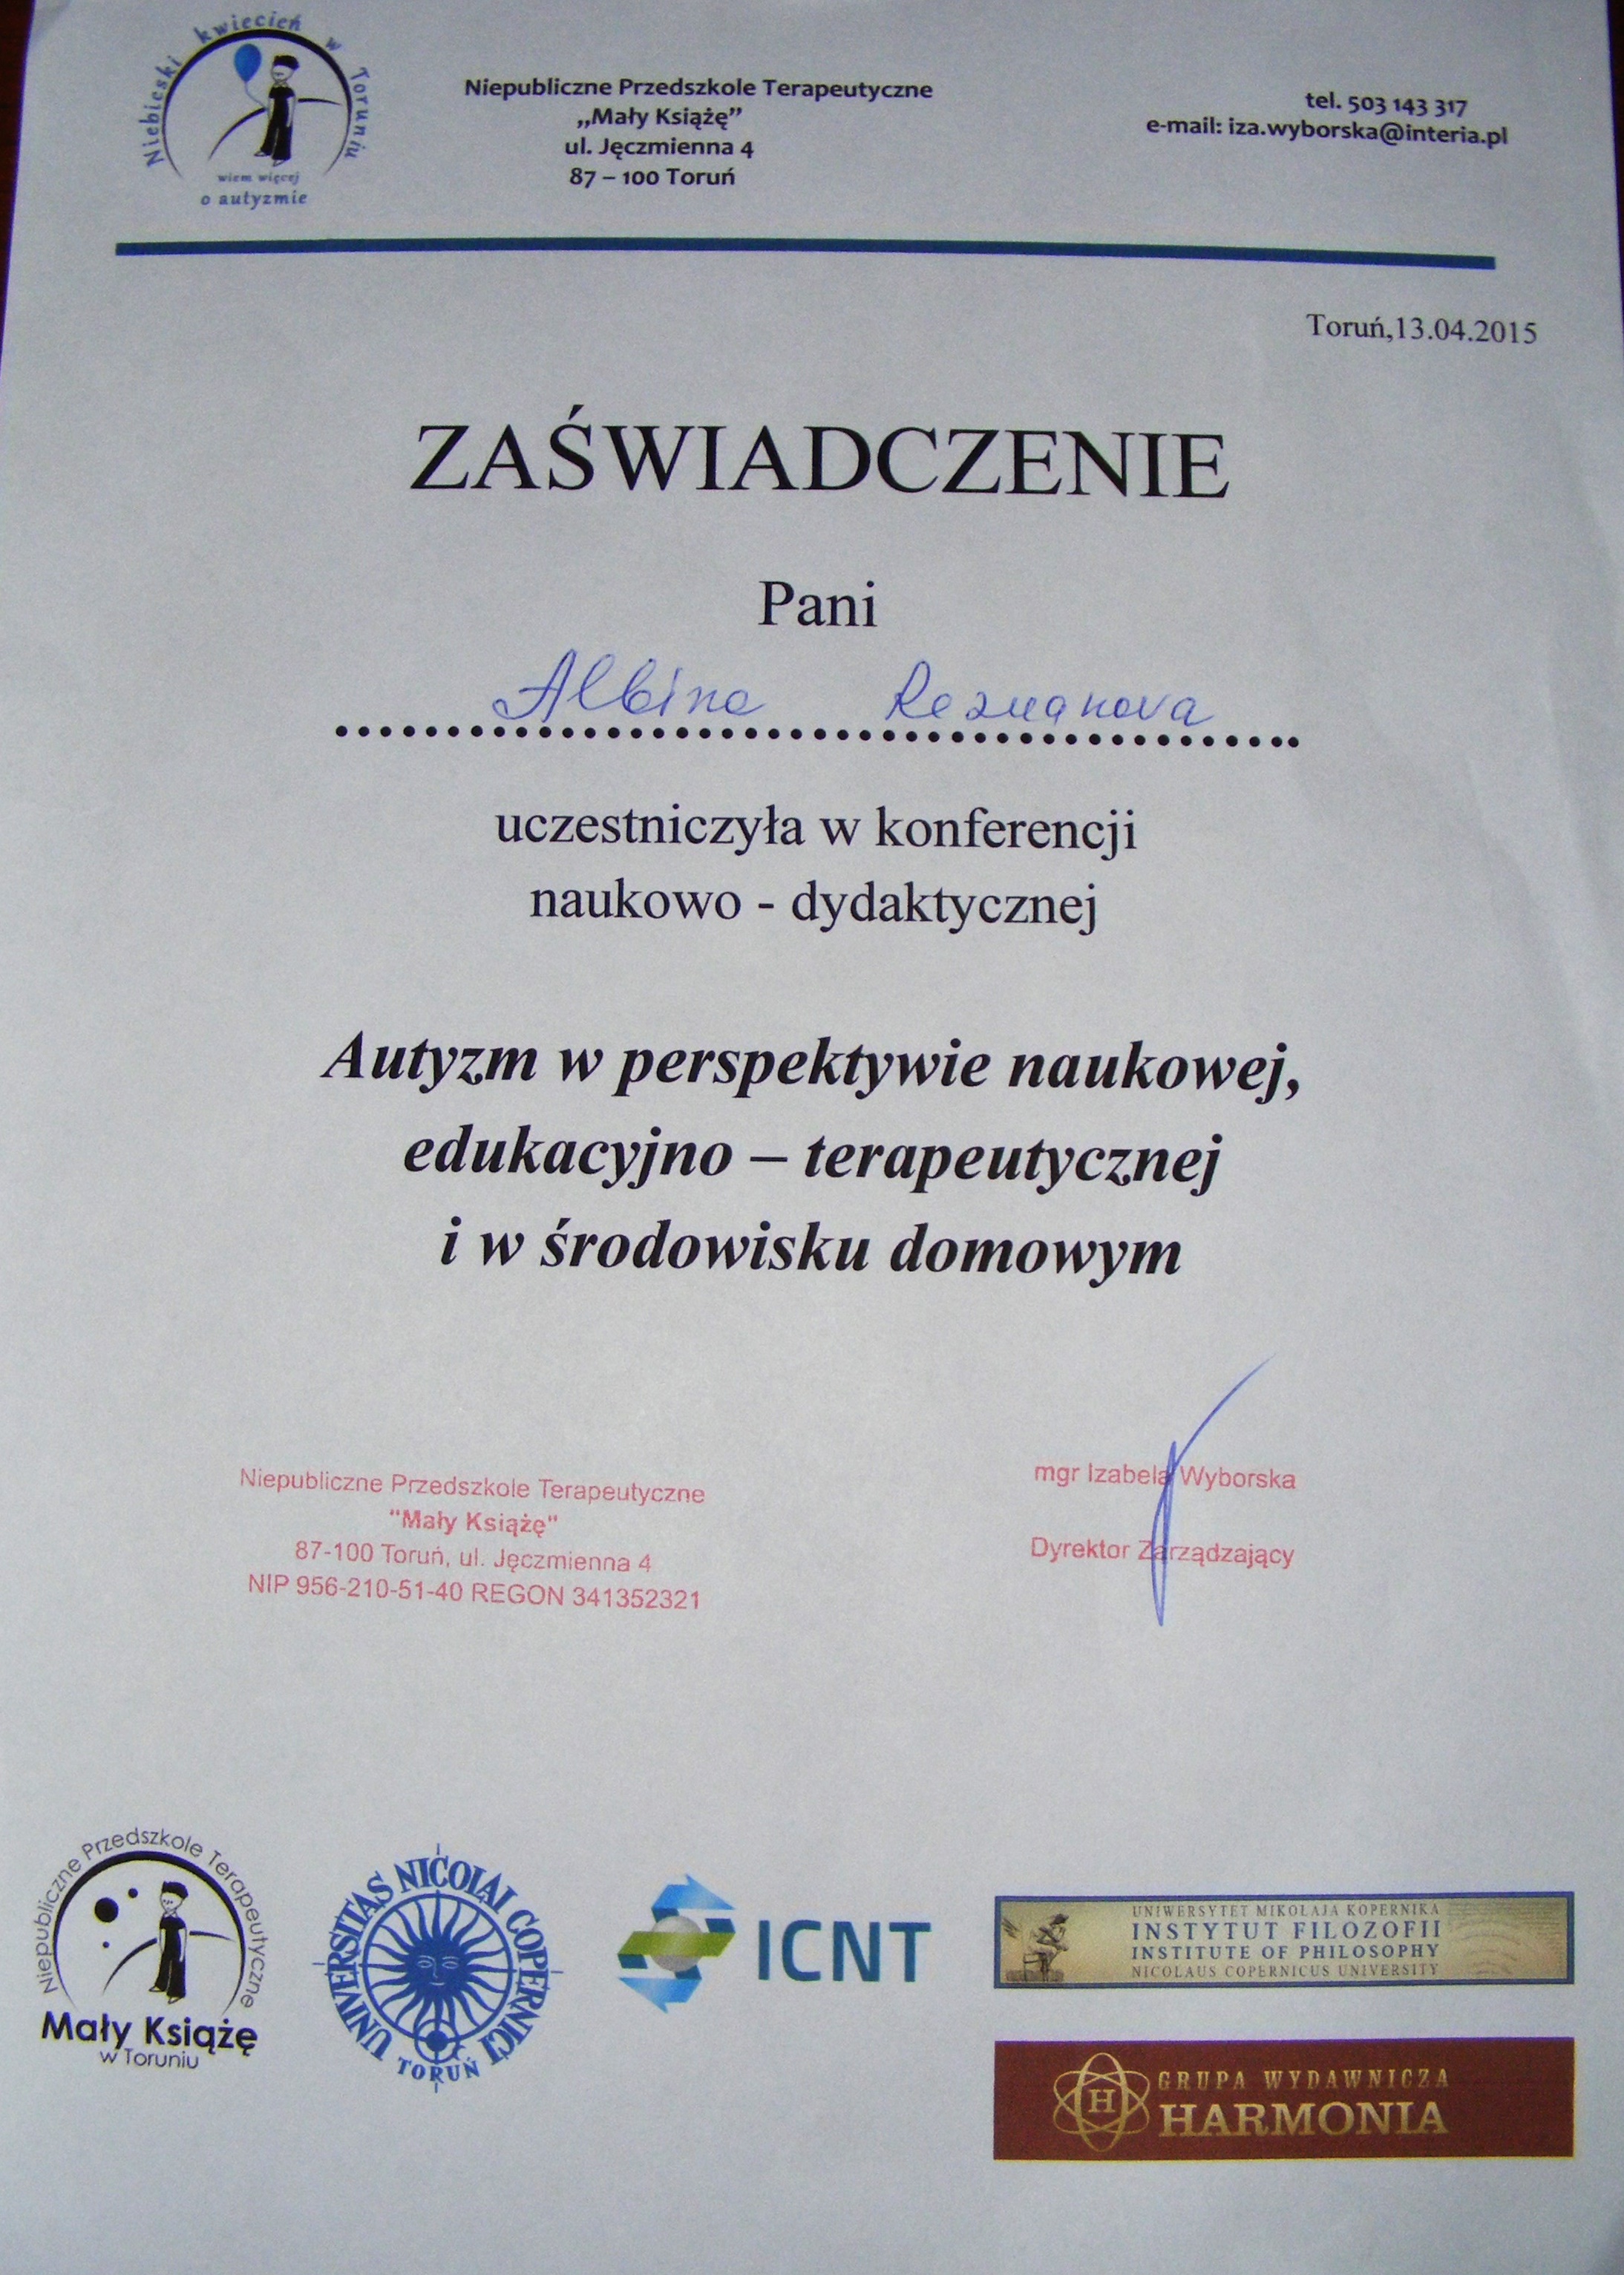 Niebieski kwiecień w Toruniu
wiem więcej
o autyzmie
Niepubliczne Przedszkole Terapeutyczne
„Mały Książę”
ul. Jęczmienna 4
87 – 100 Toruń
tel. 503 143 317
e-mail: iza.wyborska@interia.pl
Toruń,13.04.2015
ZAŚWIADCZENIE
Pani
Albina
uczestniczyła w konferencji
naukowo - dydaktycznej
Autyzm w perspektywie naukowej,
edukacyjno – terapeutycznej
i w środowisku domowym
Niepubliczne Przedszkole Terapeutyczne
"Mały Książę"
87-100 Toruń, ul. Jęczmienna 4
NIP 956-210-51-40 REGON 341352321
mgr Izabela Wyborska
Dyrektor Zarządzający
Niepubliczne Przedszkole Terapeutyczne
Mały Książę
w Toruniu
UNIVERSITAS NICOLAI COPERNICI
TORUŃ
ICNT
UNIWERSYTET MIKOŁAJA KOPERNIKA
INSTYTUT FILOZOFII
INSTITUTE OF PHILOSOPHY
NICOLAUS COPERNICUS UNIVERSITY
H
GRUPA WYDAWNICZA
HARMONIA